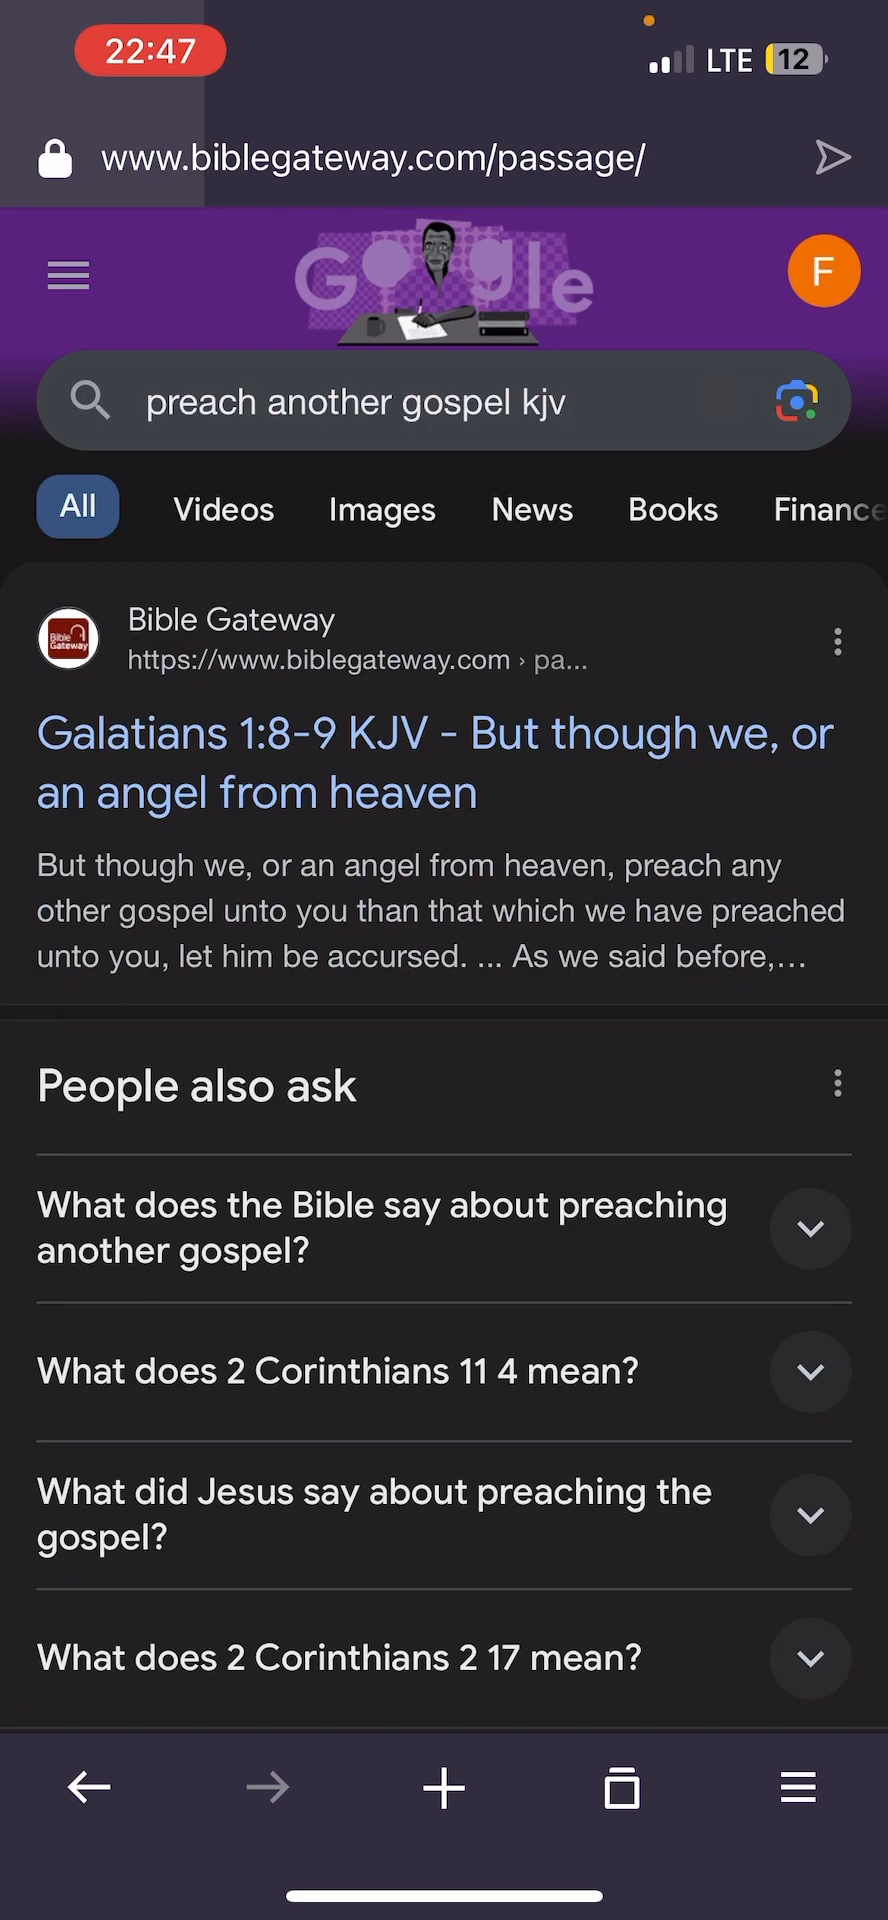 22:47
LTE 12
www.biblegateway.com/passage/
Google
F
preach another gospel kjv
All Videos Images News Books Finance
Bible Gateway
Bible Gateway
https://www.biblegateway.com › pa...
Galatians 1:8-9 KJV - But though we, or
an angel from heaven
But though we, or an angel from heaven, preach any
other gospel unto you than that which we have preached
unto you, let him be accursed. ... As we said before,...
People also ask
What does the Bible say about preaching
another gospel?
What does 2 Corinthians 11 4 mean?
What did Jesus say about preaching the
gospel?
What does 2 Corinthians 2 17 mean?